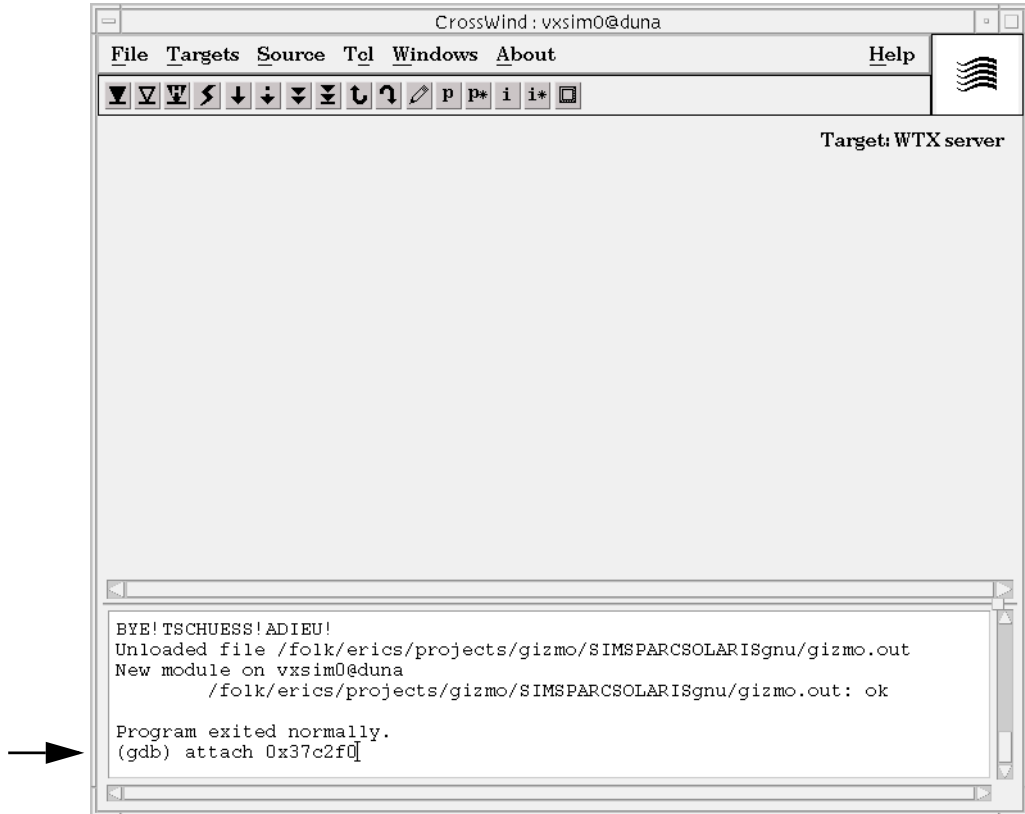 CrossWind : vxsim0@duna
File Targets Source Tcl Windows About Help
p p* i i*
Target: WTX server
BYE!TSCHUESS!ADIEU!
Unloaded file /folk/erics/projects/gizmo/SIMSPARCSOLARISgnu/gizmo.out
New module on vxsim0@duna
/folk/erics/projects/gizmo/SIMSPARCSOLARISgnu/gizmo.out: ok
Program exited normally.
(gdb) attach 0x37c2f0